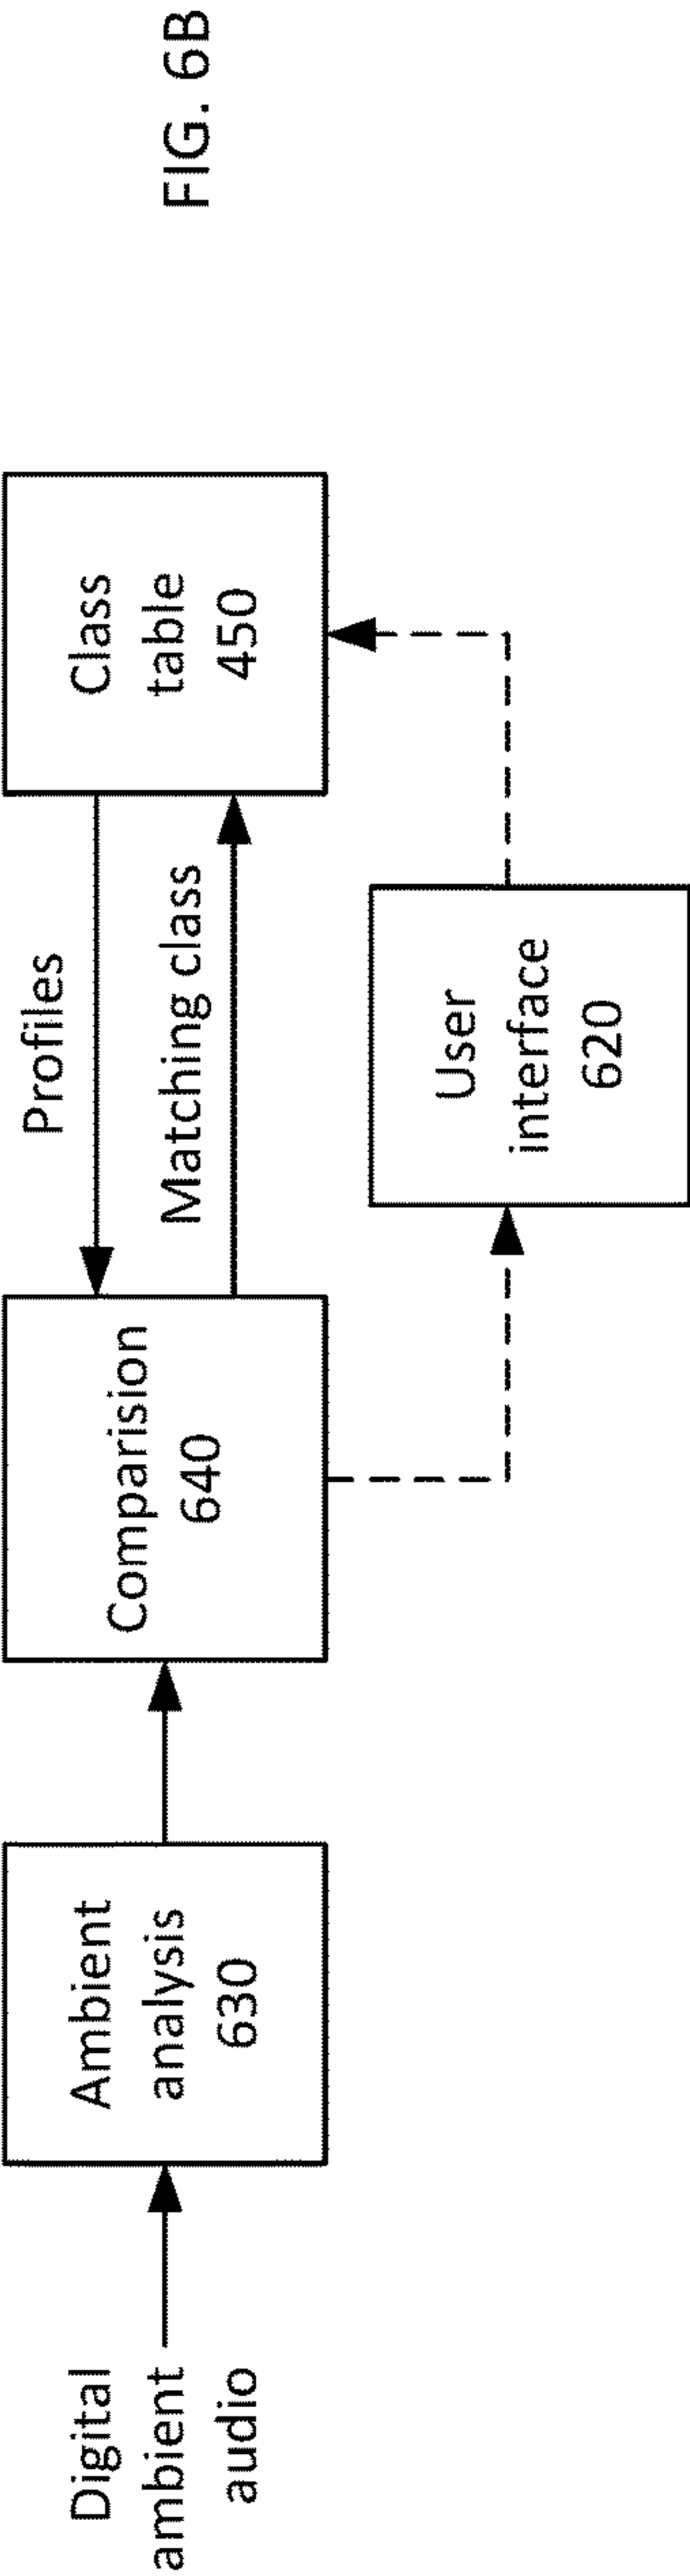 Digital
ambient
audio
Ambient
analysis
630
Comparision
640
Profiles
Matching class
Class
table
450
User
interface
620
FIG. 6B